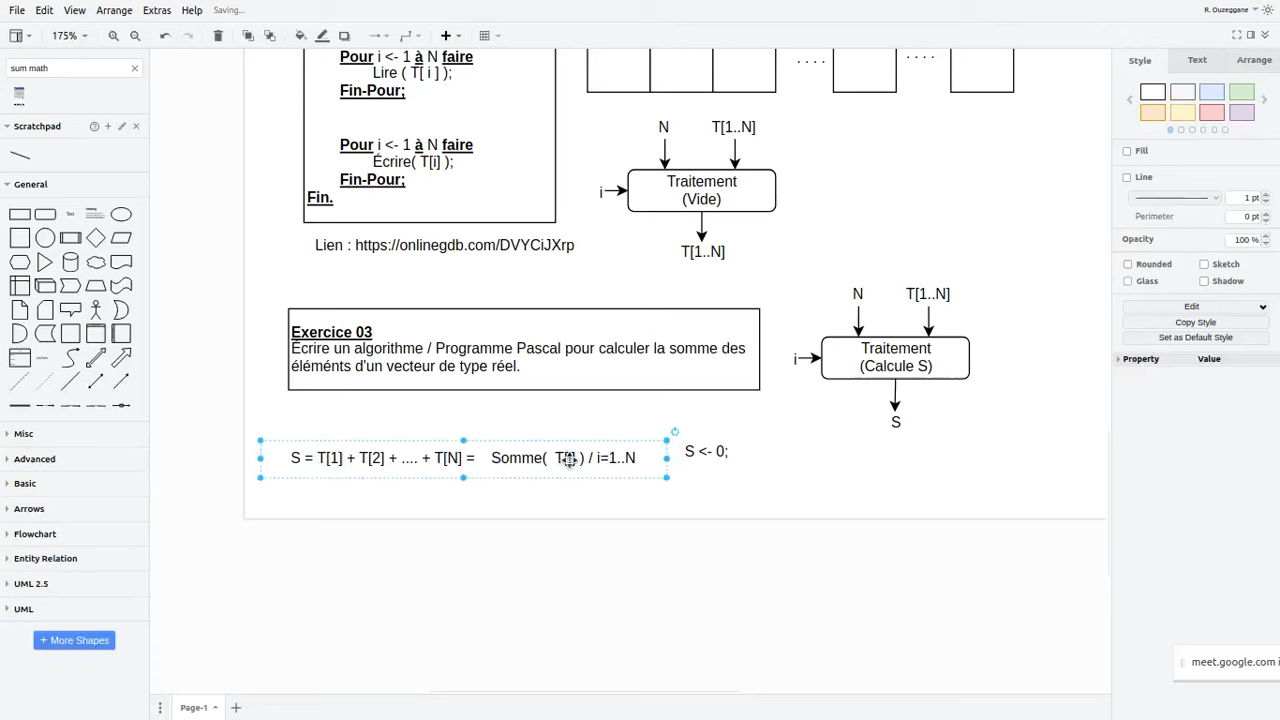 File Edit View Arrange Extras Help Saving... R. Ouzeggane
175%
sum math
Scratchpad
General
Text
Misc
Advanced
Basic
Arrows
Flowchart
Entity Relation
UML 2.5
UML
+ More Shapes
Pour i <- 1 à N faire
Lire ( T[ i ] );
Fin-Pour;
Pour i <- 1 à N faire
Écrire( T[i] );
Fin-Pour;
Fin.
Lien : https://onlinegdb.com/DVYCiJXrp
. . . . . . . .
N T[1..N]
i
Traitement
(Vide)
T[1..N]
Exercice 03
Écrire un algorithme / Programme Pascal pour calculer la somme des
éléménts d'un vecteur de type réel.
N T[1..N]
i
Traitement
(Calcule S)
S
S = T[1] + T[2] + .... + T[N] = Somme( T[i] ) / i=1..N
S <- 0;
Style Text Arrange
Fill
Line 1 pt
Perimeter 0 pt
Opacity 100 %
Rounded Sketch
Glass Shadow
Edit
Copy Style
Set as Default Style
Property Value
meet.google.com i
Page-1